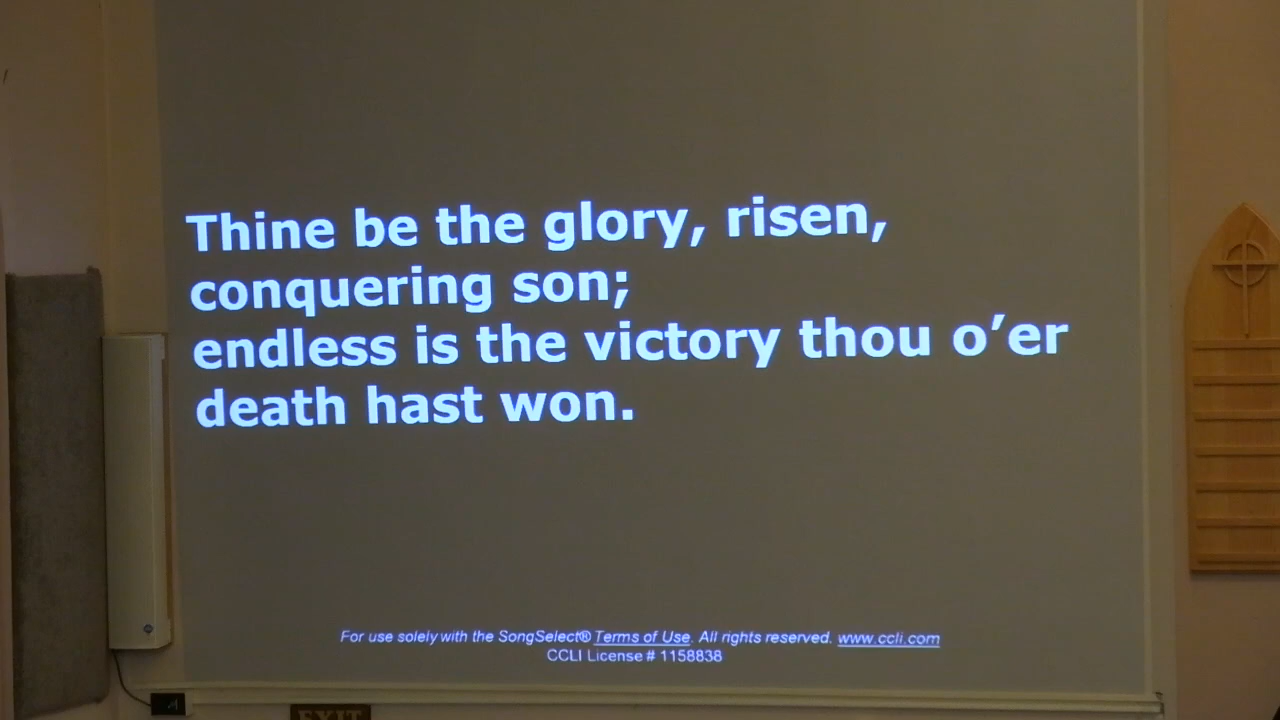 Thine be the glory, risen,
conquering son;
endless is the victory thou o’er
death hast won.
For use solely with the SongSelect® Terms of Use. All rights reserved. www.ccli.com
CCLI License # 1158838
EXIT